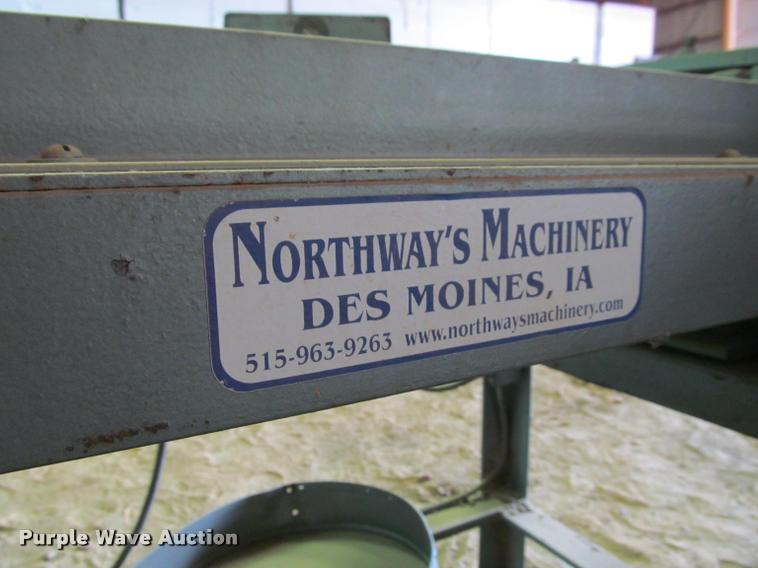 NORTHWAY'S MACHINERY
DES MOINES, IA
515-963-9263 www.northwaysmachinery.com
Purple Wave Auction